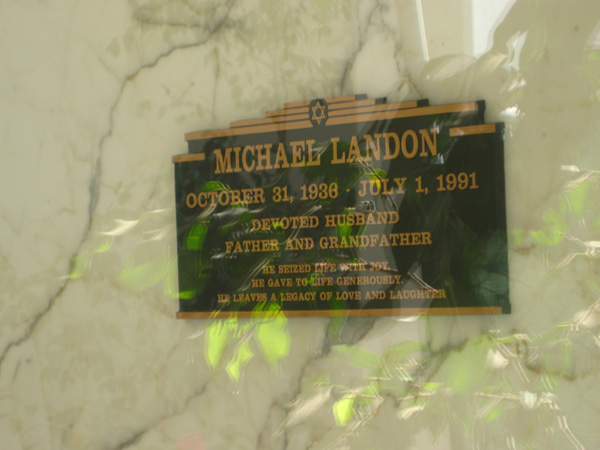 MICHAEL LANDON
OCTOBER 31, 1936 - JULY 1, 1991
DEVOTED HUSBAND
FATHER AND GRANDFATHER
HE SEIZED LIFE WITH JOY.
HE GAVE TO LIFE GENEROUSLY.
HE LEAVES A LEGACY OF LOVE AND LAUGHTER